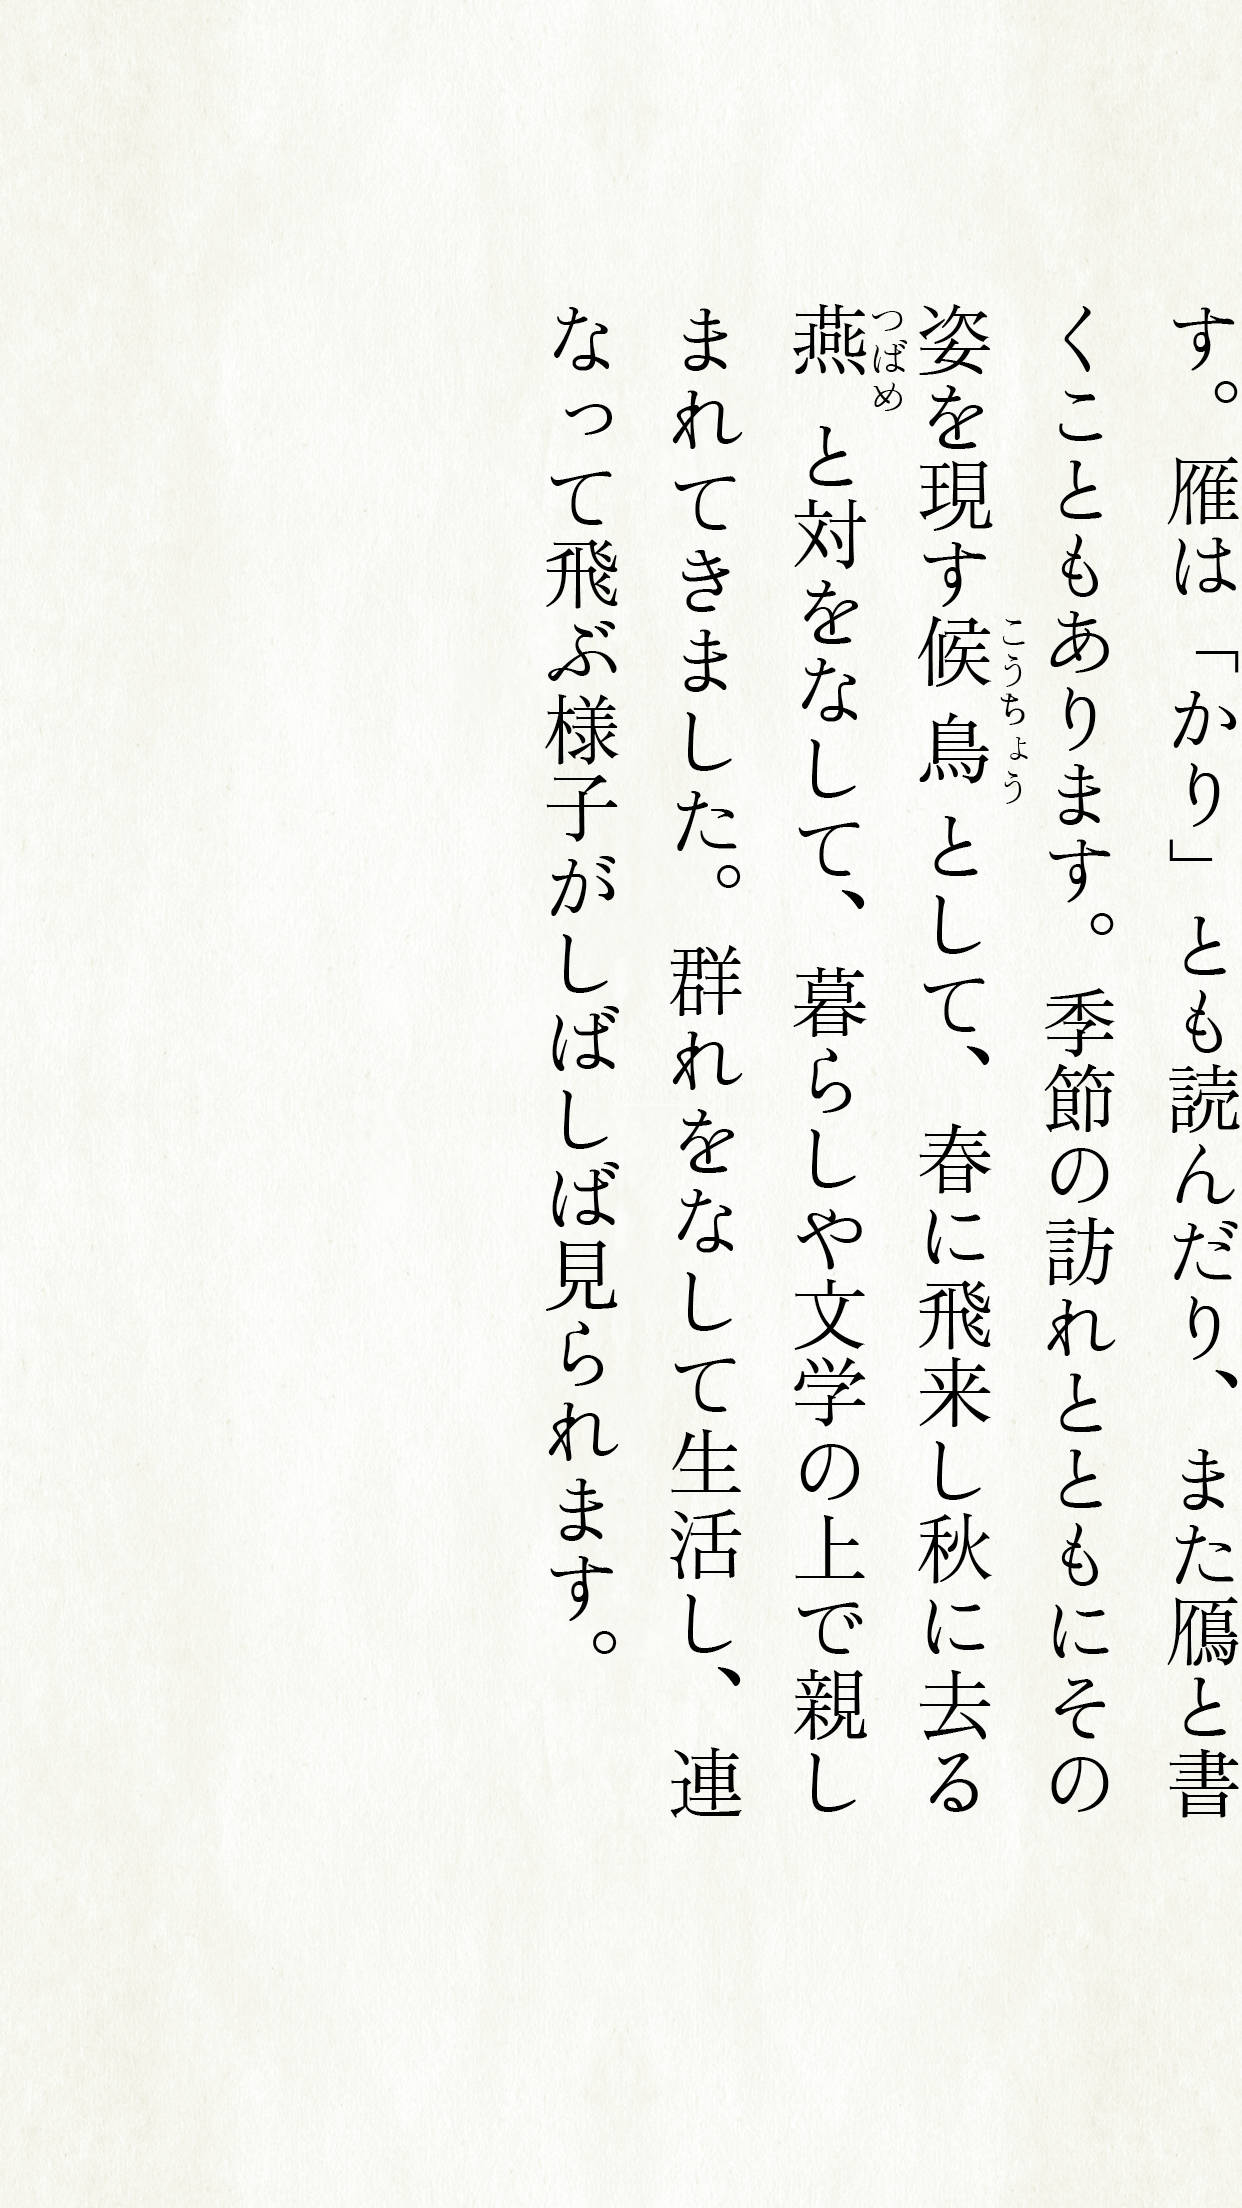 す。雁は「かり」とも読んだり、また鴈と書
くこともあります。季節の訪れとともにその
姿を現す候鳥として、春に飛来し秋に去る
こうちょう
燕と対をなして、暮らしや文学の上で親し
つばめ
まれてきました。群れをなして生活し、連
なって飛ぶ様子がしばしば見られます。